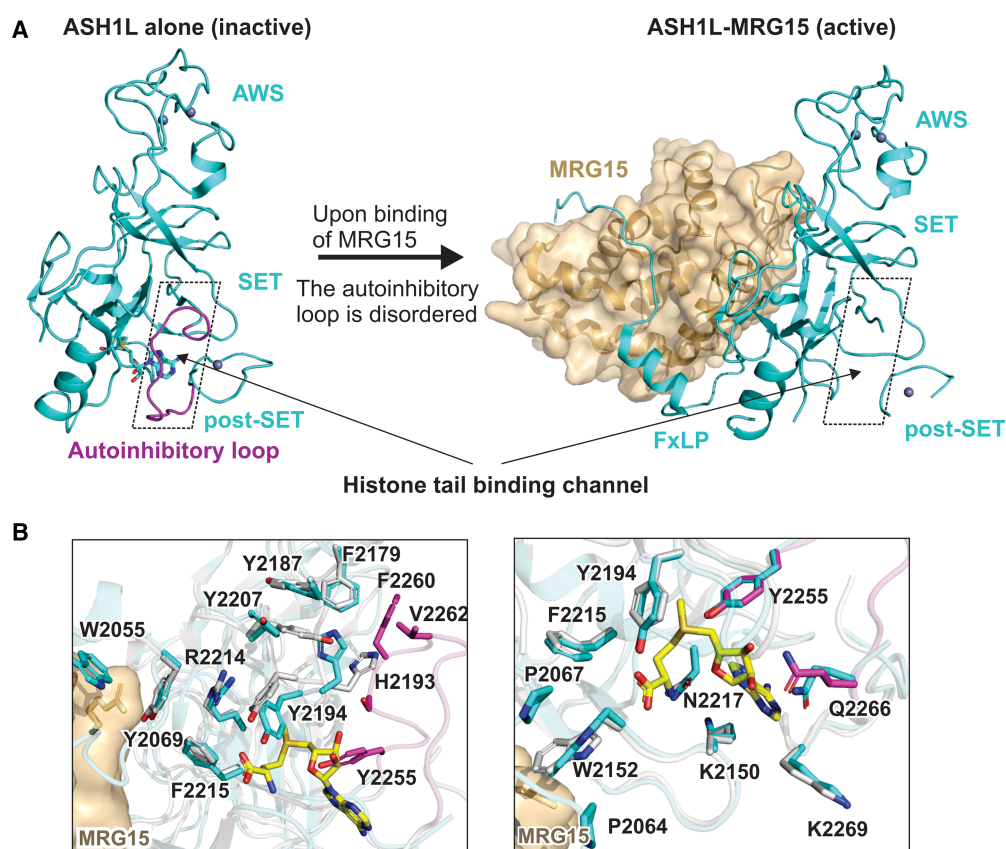 A
ASH1L alone (inactive)
ASH1L-MRG15 (active)
AWS
AWS
MRG15
Upon binding
of MRG15
SET
SET
The autoinhibitory
loop is disordered
post-SET
FxLP
post-SET
Autoinhibitory loop
Histone tail binding channel
B
Y2187
F2179
F2260
Y2207
V2262
W2055
R2214
H2193
Y2194
Y2069
Y2255
F2215
MRG15
Y2194
Y2255
F2215
P2067
N2217
Q2266
W2152
K2150
P2064
K2269
MRG15